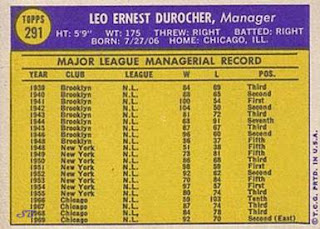 TOPPS
291
LEO ERNEST DUROCHER, Manager
HT: 5'9" WT: 175 THREW: RIGHT BATTED: RIGHT
BORN: 7/27/06 HOME: CHICAGO, ILL.
MAJOR LEAGUE MANAGERIAL RECORD
YEAR CLUB LEAGUE W L POS.
1939 Brooklyn N.L. 84 69 Third
1940 Brooklyn N.L. 88 65 Second
1941 Brooklyn N.L. 100 54 First
1942 Brooklyn N.L. 104 50 Second
1943 Brooklyn N.L. 81 72 Third
1944 Brooklyn N.L. 63 91 Seventh
1945 Brooklyn N.L. 87 67 Third
1946 Brooklyn N.L. 96 60 Second
1948 Brooklyn N.L. 36 37 Fifth
1948 New York N.L. 41 38 Fifth
1949 New York N.L. 73 81 Fifth
1950 New York N.L. 86 68 Third
1951 New York N.L. 98 59 First
1952 New York N.L. 92 62 Second
1953 New York N.L. 70 84 Fifth
1954 New York N.L. 97 57 First
1955 New York N.L. 80 74 Third
1966 Chicago N.L. 59 103 Tenth
1967 Chicago N.L. 87 74 Third
1968 Chicago N.L. 84 78 Third
1969 Chicago N.L. 92 70 Second (East)
© T.C.G. PRTD. IN U.S.A.